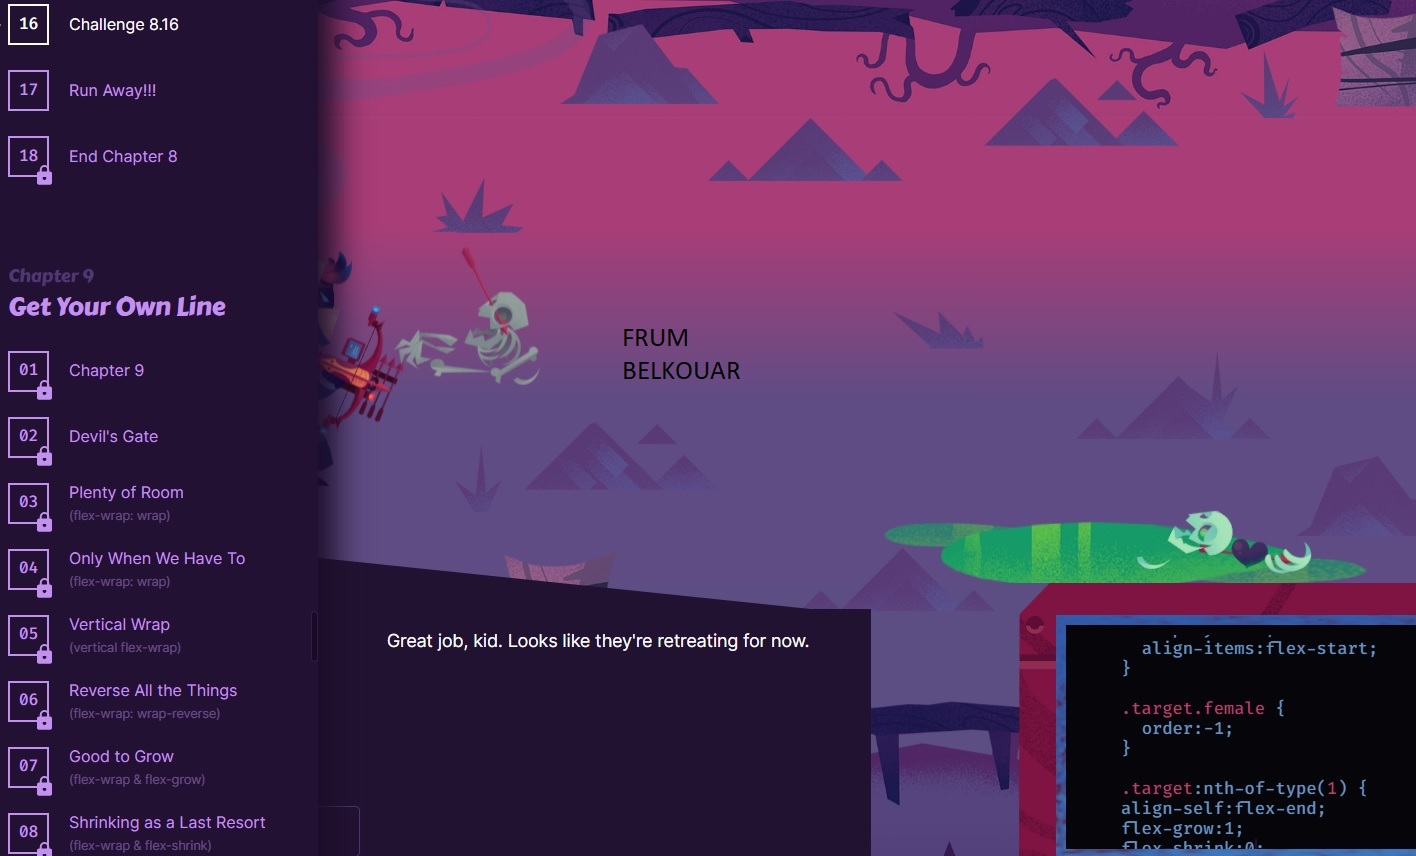 16
Challenge 8.16
17
Run Away!!!
18
End Chapter 8
Chapter 9
Get Your Own Line
01
Chapter 9
02
Devil's Gate
03
Plenty of Room
(flex-wrap: wrap)
04
Only When We Have To
(flex-wrap: wrap)
05
Vertical Wrap
(vertical flex-wrap)
06
Reverse All the Things
(flex-wrap: wrap-reverse)
07
Good to Grow
(flex-wrap & flex-grow)
08
Shrinking as a Last Resort
(flex-wrap & flex-shrink)
FRUM
BELKOUAR
Great job, kid. Looks like they're retreating for now.
align-items:flex-start;
}
.target.female {
order:-1;
}
.target:nth-of-type(1) {
align-self:flex-end;
flex-grow:1;
flex-shrink:0;